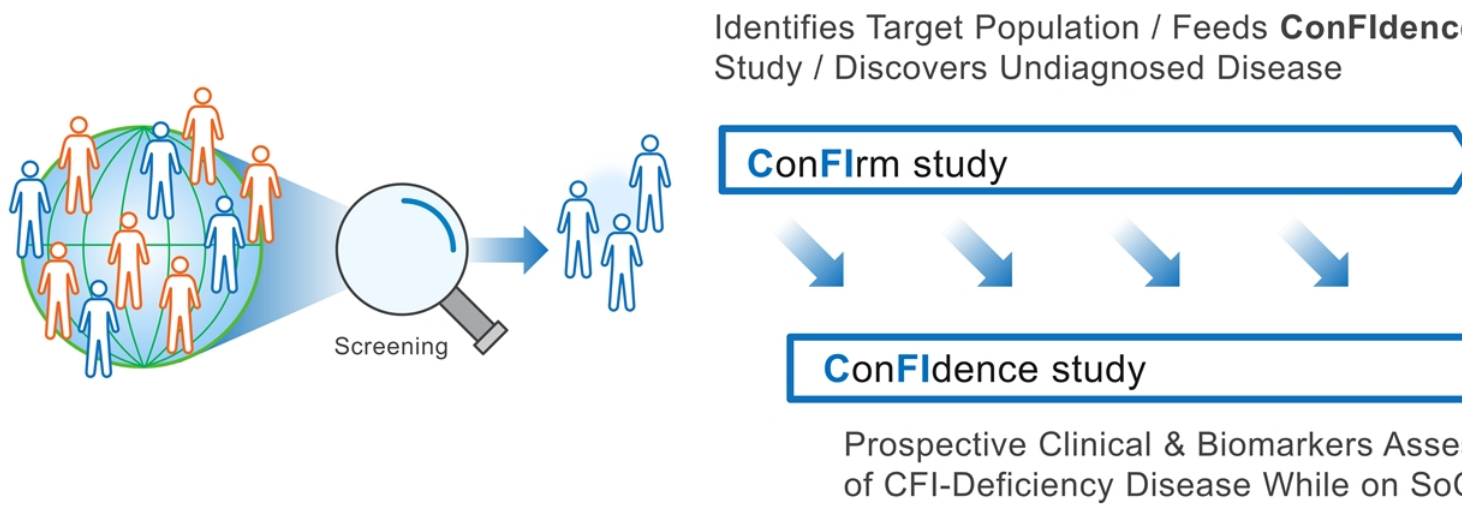 Identifies Target Population / Feeds ConFIdence
Study / Discovers Undiagnosed Disease
ConFIrm study
Screening
ConFIdence study
Prospective Clinical & Biomarkers
of CFI-Deficiency Disease While on